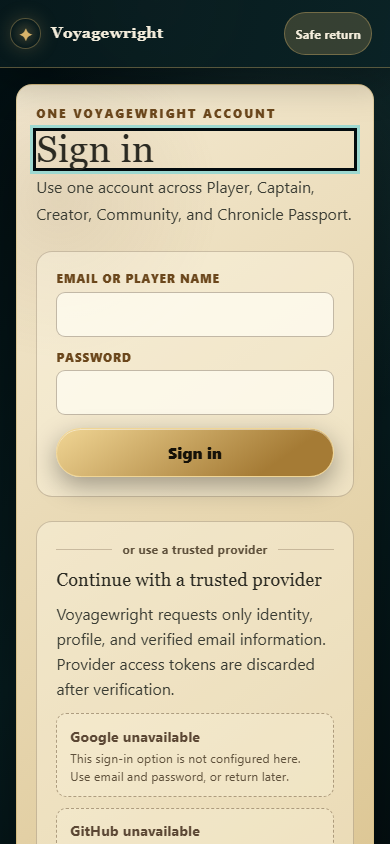 Voyagewright
Safe return
ONE VOYAGEWRIGHT ACCOUNT
Sign in
Use one account across Player, Captain,
Creator, Community, and Chronicle Passport.
EMAIL OR PLAYER NAME
PASSWORD
Sign in
or use a trusted provider
Continue with a trusted provider
Voyagewright requests only identity,
profile, and verified email information.
Provider access tokens are discarded
after verification.
Google unavailable
This sign-in option is not configured here.
Use email and password, or return later.
GitHub unavailable